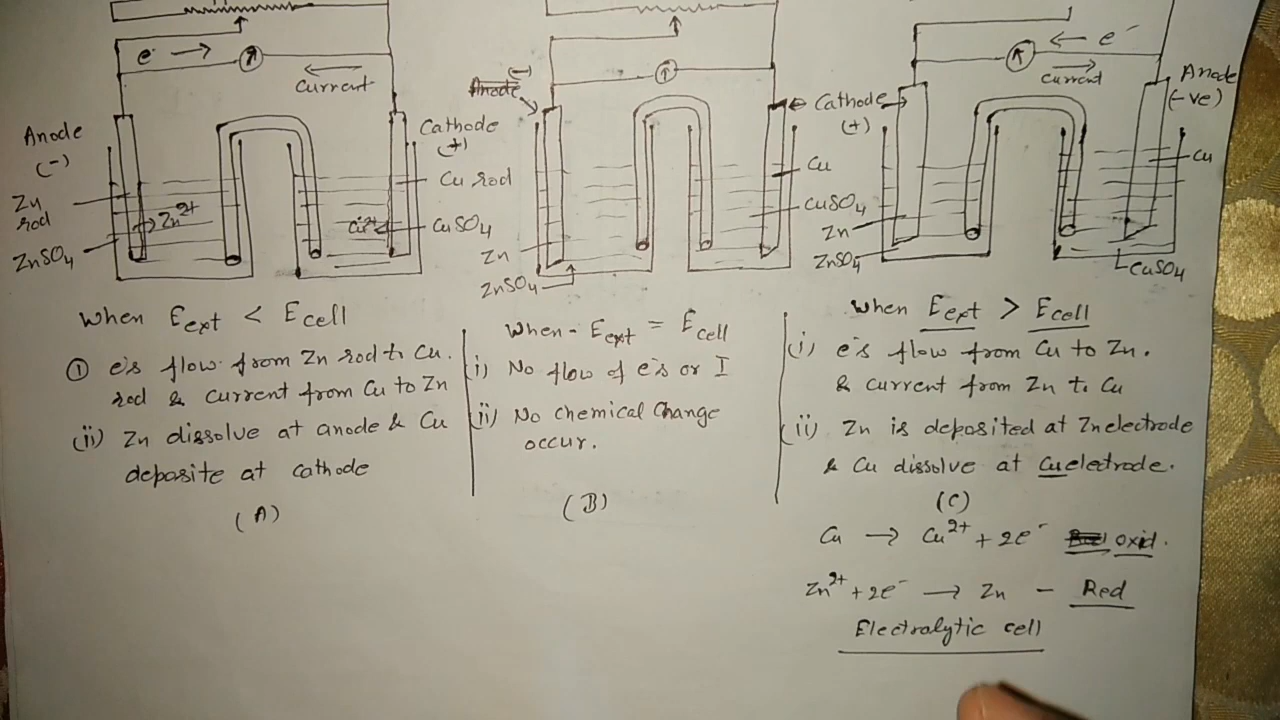 e⁻ →
← Current
Anode
(-)
Zn
rod
ZnSO4
Zn2+
Cathode
(+)
Cu rod
Cu2+
CuSO4
When Eext < Ecell
① e's flow from Zn rod to Cu.
rod & current from Cu to Zn
(ii) Zn dissolve at anode & Cu
deposite at cathode
(A)
(-)
Anode
Cu
CuSO4
Zn
ZnSO4
When - Eext = Ecell
i) No flow of e's or I
ii) No chemical change
occur.
(B)
← e⁻
Current →
Cathode
(+)
Anode
(-ve)
Cu
Zn
ZnSO4
CuSO4
When Eext > Ecell
(i) e's flow from Cu to Zn.
& current from Zn to Cu
(ii) Zn is deposited at Zn electrode
& Cu dissolve at Cu electrode.
(C)
Cu → Cu2+ + 2e⁻ oxid.
Zn2+ + 2e⁻ → Zn - Red
Electrolytic cell